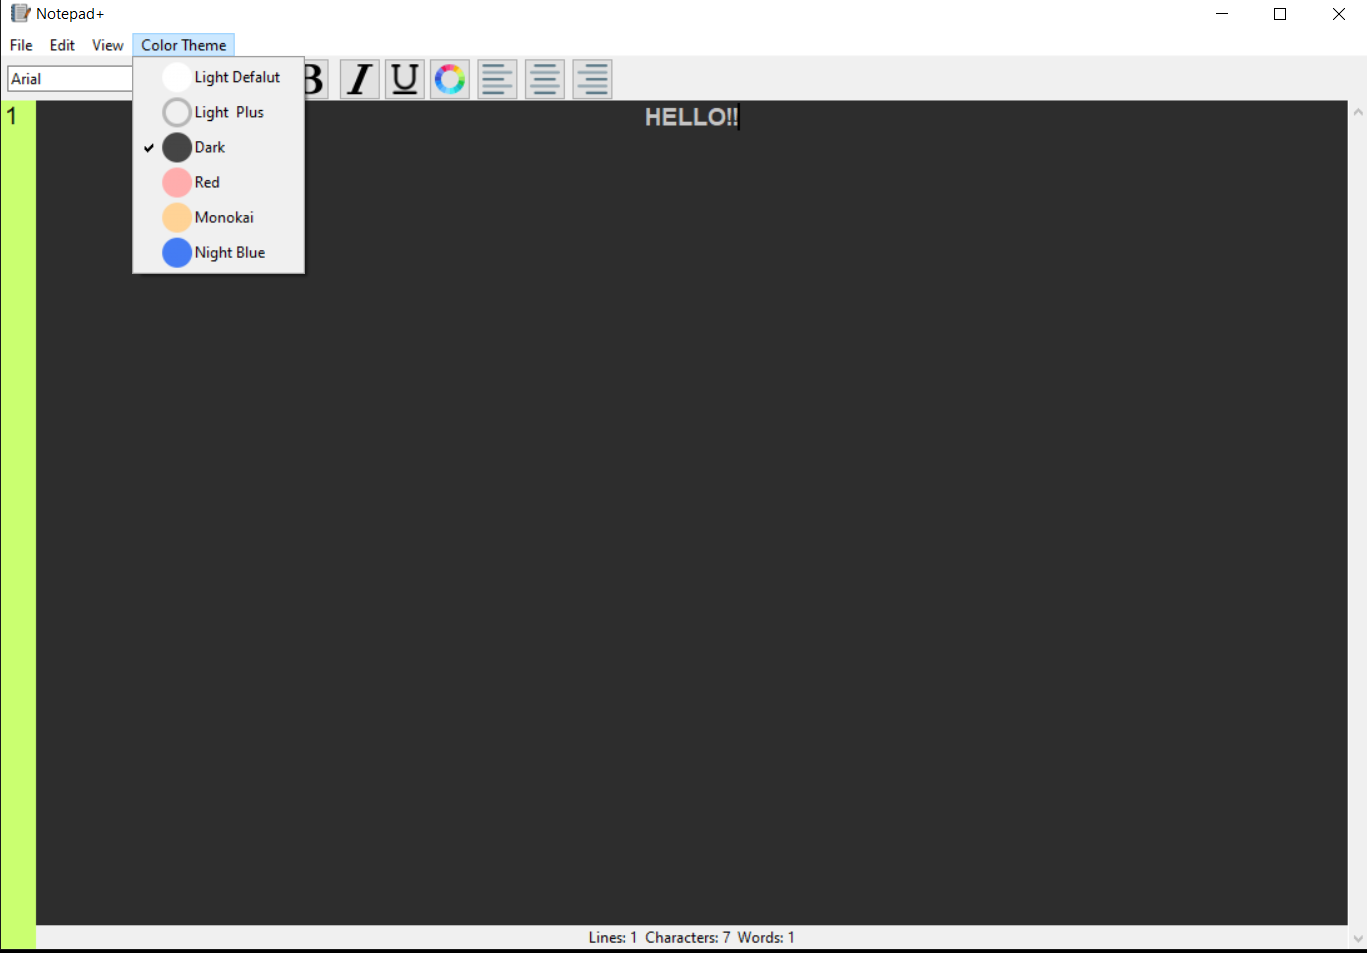 Notepad+
File Edit View Color Theme
Arial
B I U
Light Defalut
Light Plus
Dark
Red
Monokai
Night Blue
1
HELLO!!
Lines: 1 Characters: 7 Words: 1